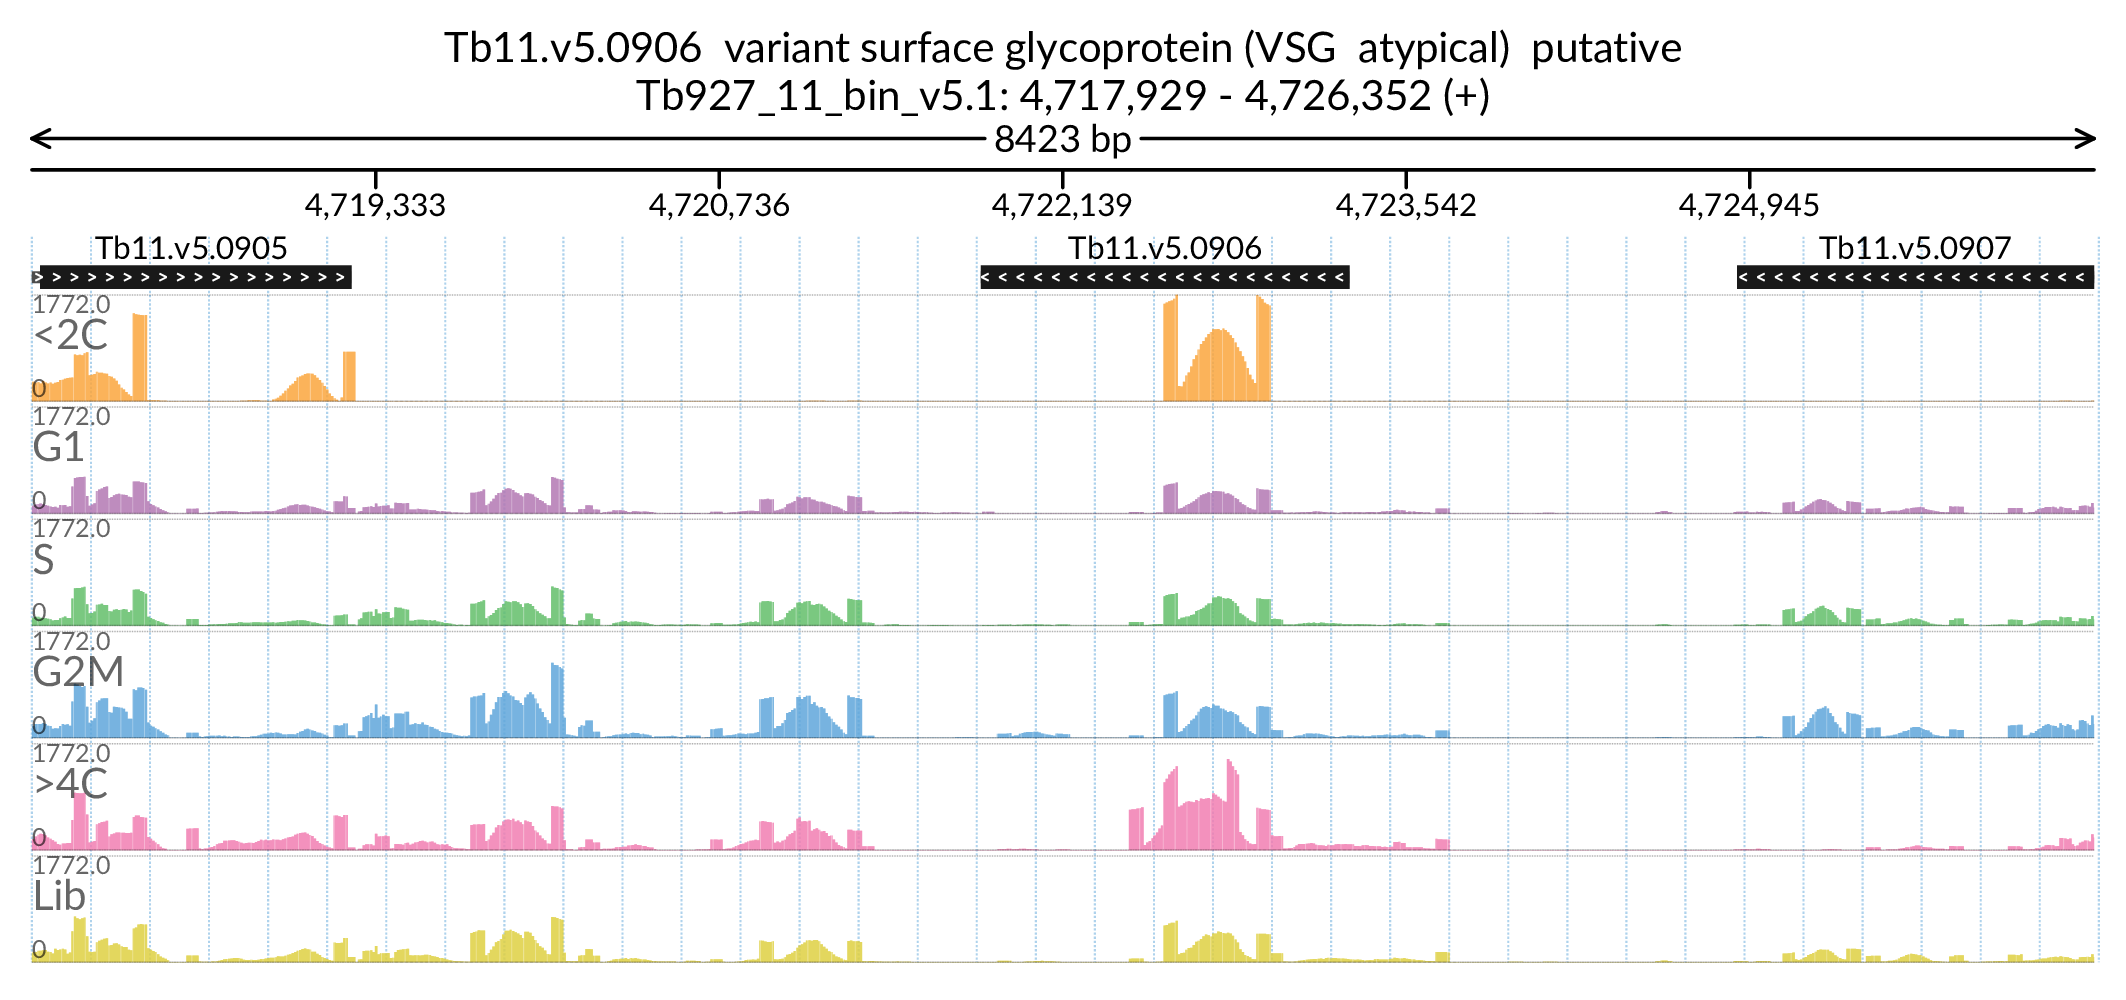 Tb11.v5.0906 variant surface glycoprotein (VSG atypical) putative
Tb927_11_bin_v5.1: 4,717,929 - 4,726,352 (+)
8423 bp
4,719,333 4,720,736 4,722,139 4,723,542 4,724,945
Tb11.v5.0905 Tb11.v5.0906 Tb11.v5.0907
1772.0
<2C
0
1772.0
G1
0
1772.0
S
0
1772.0
G2M
0
1772.0
>4C
0
1772.0
Lib
0